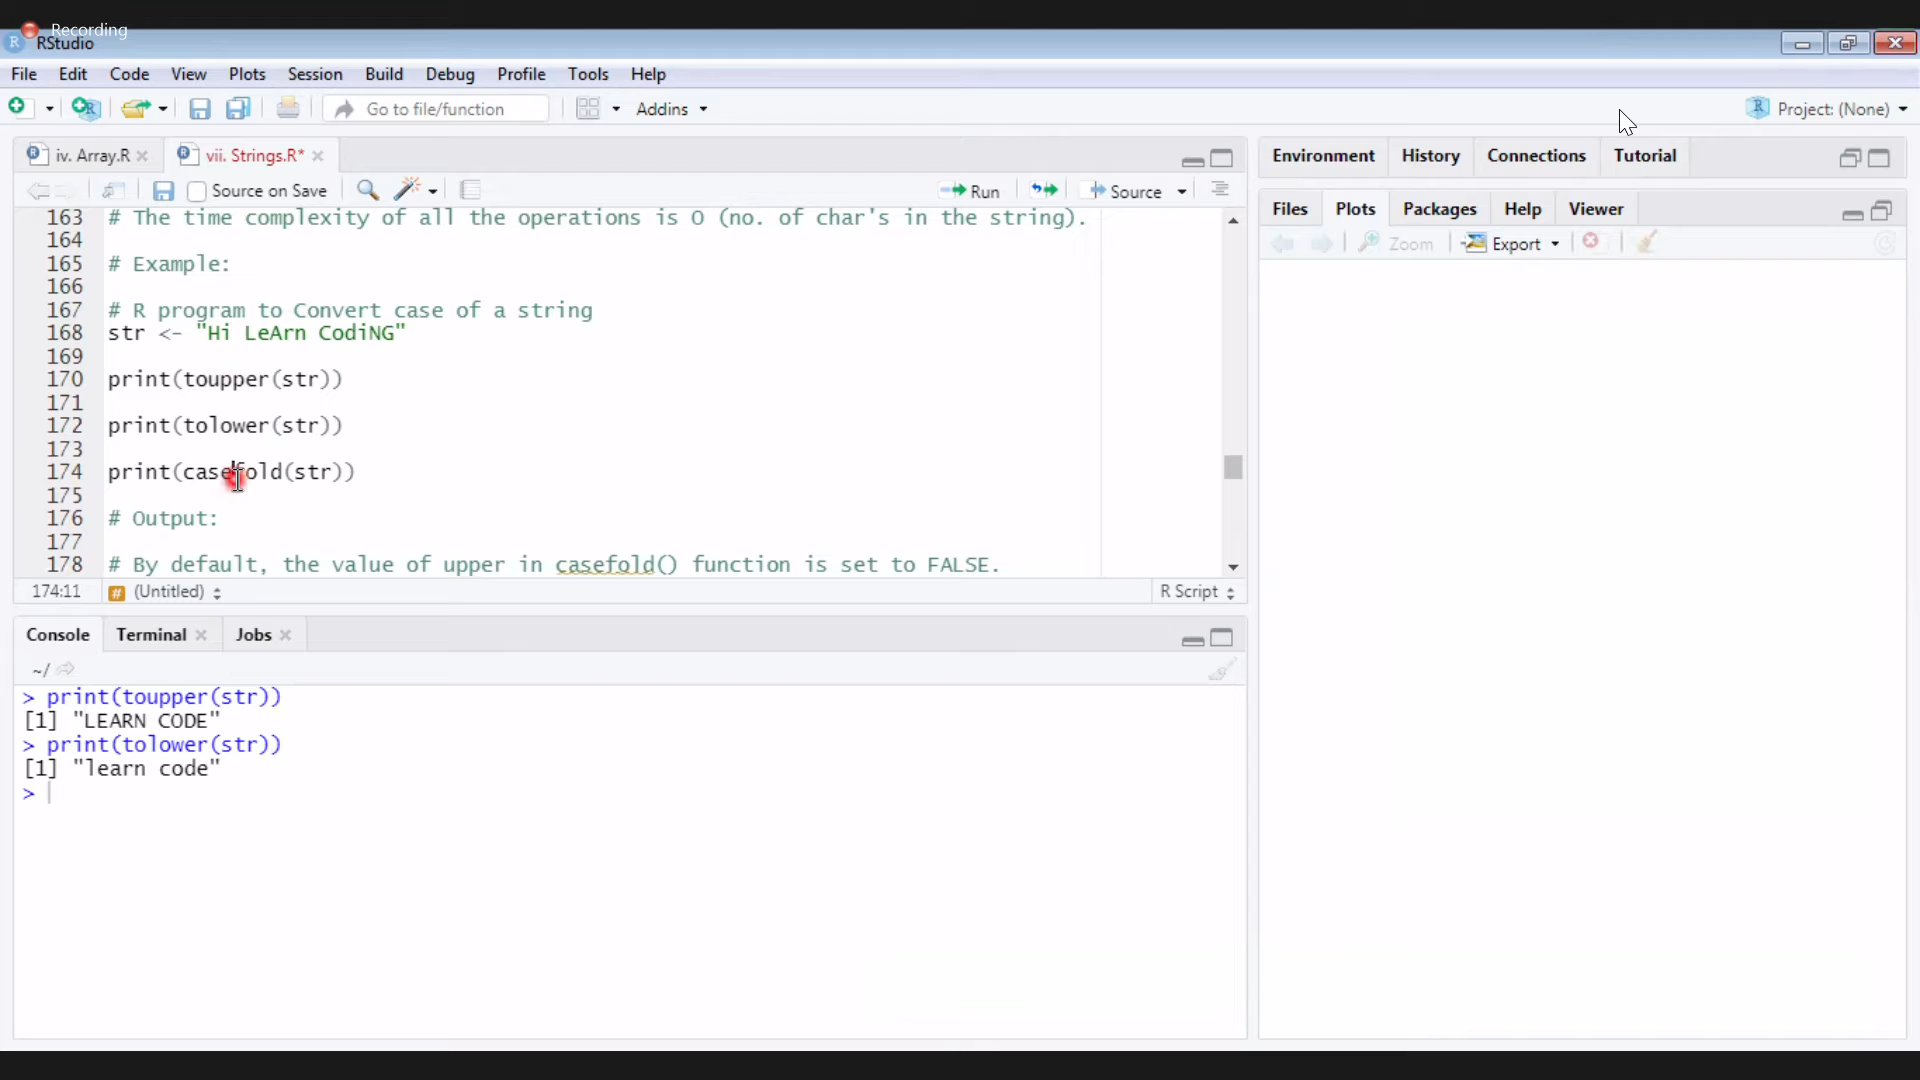 Recording
RStudio
File Edit Code View Plots Session Build Debug Profile Tools Help
Go to file/function Addins Project: (None)
iv. Array.R vii. Strings.R*
Source on Save Run Source
163 # The time complexity of all the operations is O (no. of char's in the string).
164
165 # Example:
166
167 # R program to Convert case of a string
168 str <- "Hi LeArn CodiNG"
169
170 print(toupper(str))
171
172 print(tolower(str))
173
174 print(casefold(str))
175
176 # Output:
177
178 # By default, the value of upper in casefold() function is set to FALSE.
174:11 # (Untitled) R Script
Console Terminal Jobs
~/
> print(toupper(str))
[1] "LEARN CODE"
> print(tolower(str))
[1] "learn code"
>
Environment History Connections Tutorial
Files Plots Packages Help Viewer
Zoom Export